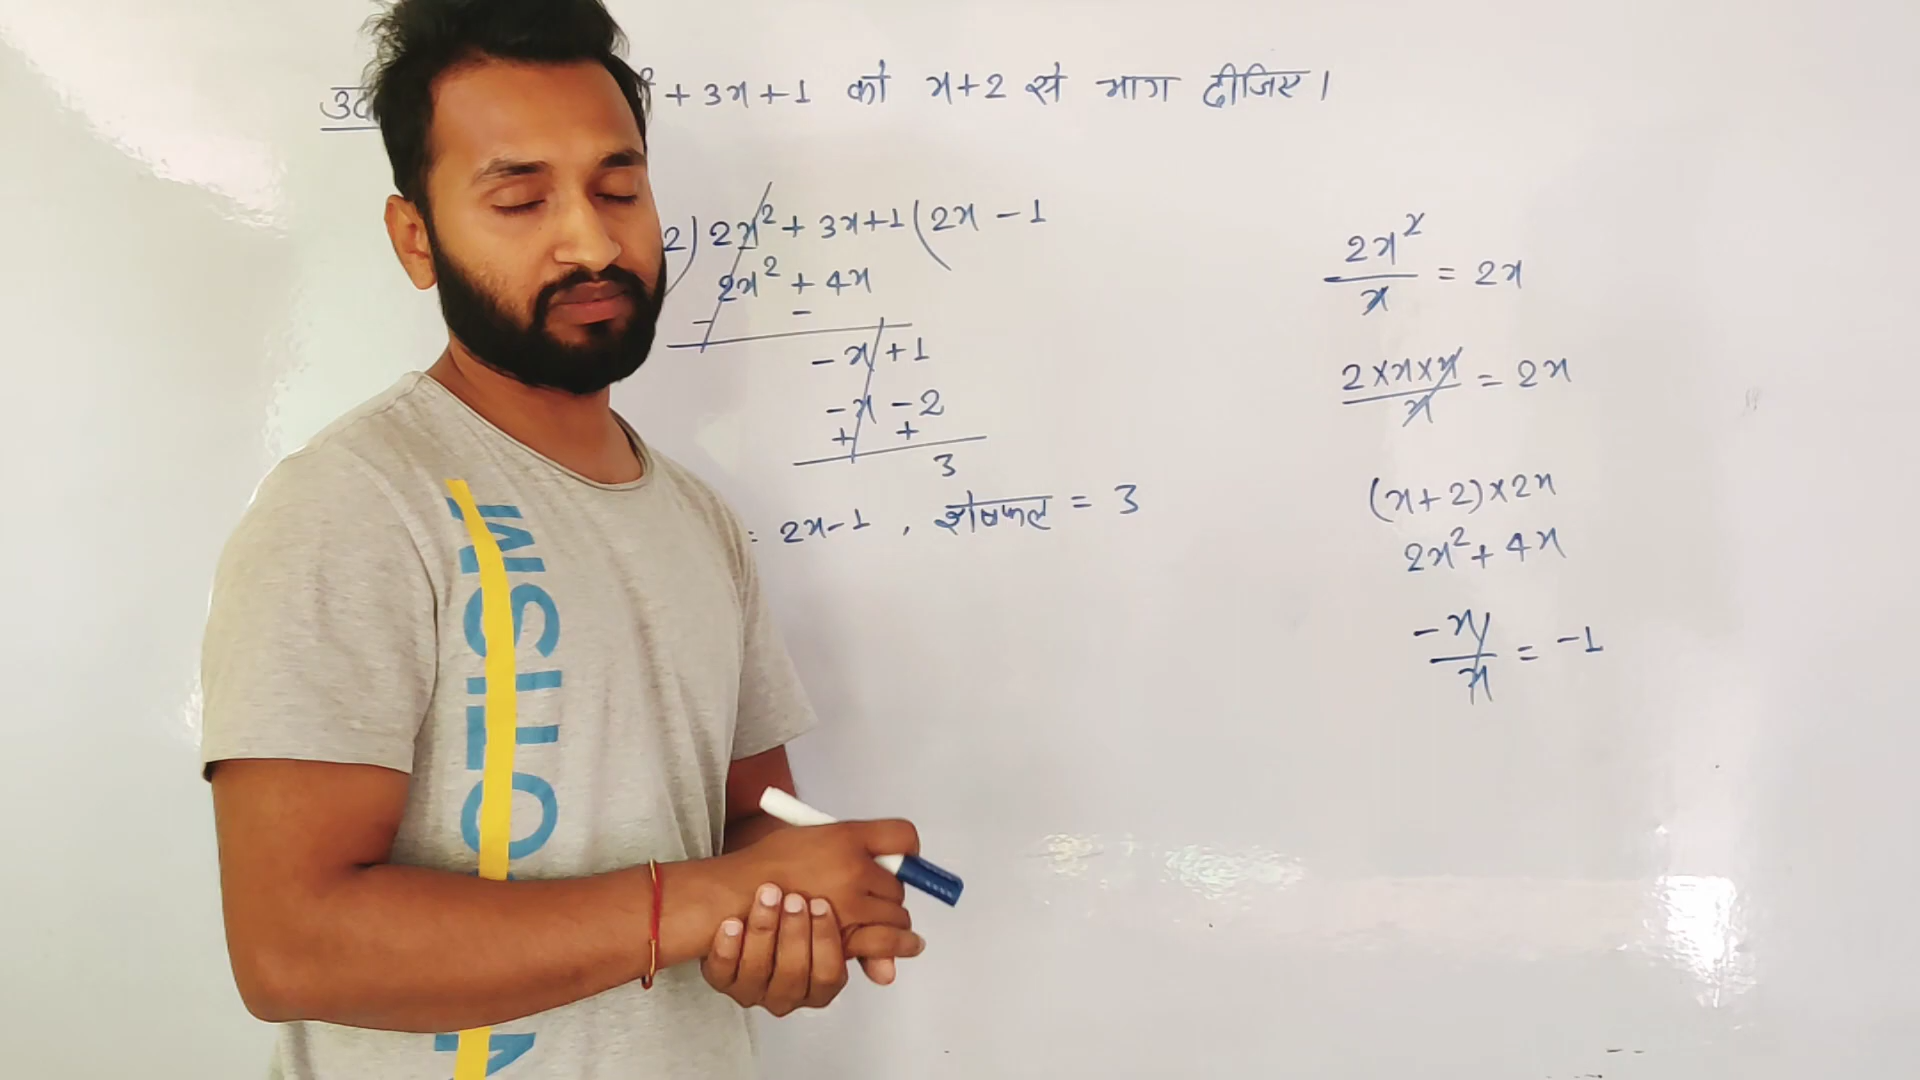 + 3x + 1 को x + 2 से भाग दीजिए।
2) 2x² + 3x + 1 ( 2x - 1
2x² + 4x
- -
- x + 1
- x - 2
+ +
3
= 2x - 1 , शेषफल = 3
2x²/x = 2x
2 × x × x/x = 2x
(x + 2) × 2x
2x² + 4x
-x/x = -1